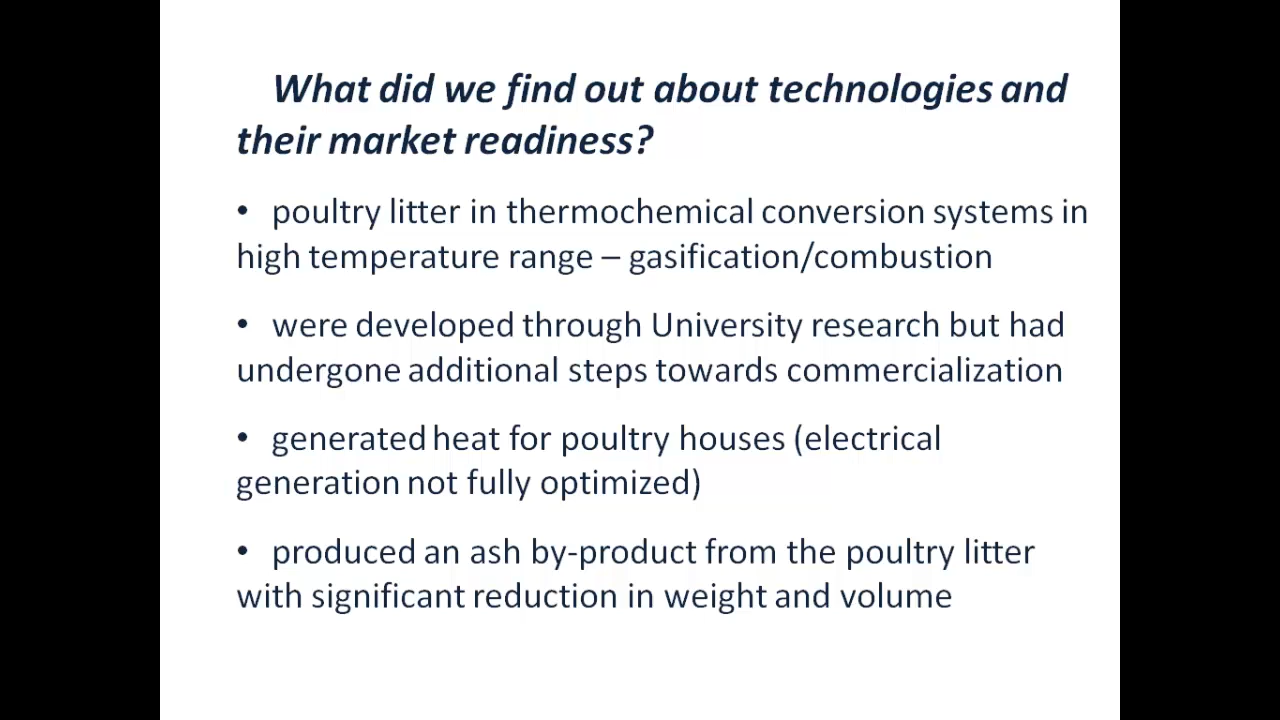 What did we find out about technologies and
their market readiness?
• poultry litter in thermochemical conversion systems in
high temperature range – gasification/combustion
• were developed through University research but had
undergone additional steps towards commercialization
• generated heat for poultry houses (electrical
generation not fully optimized)
• produced an ash by-product from the poultry litter
with significant reduction in weight and volume